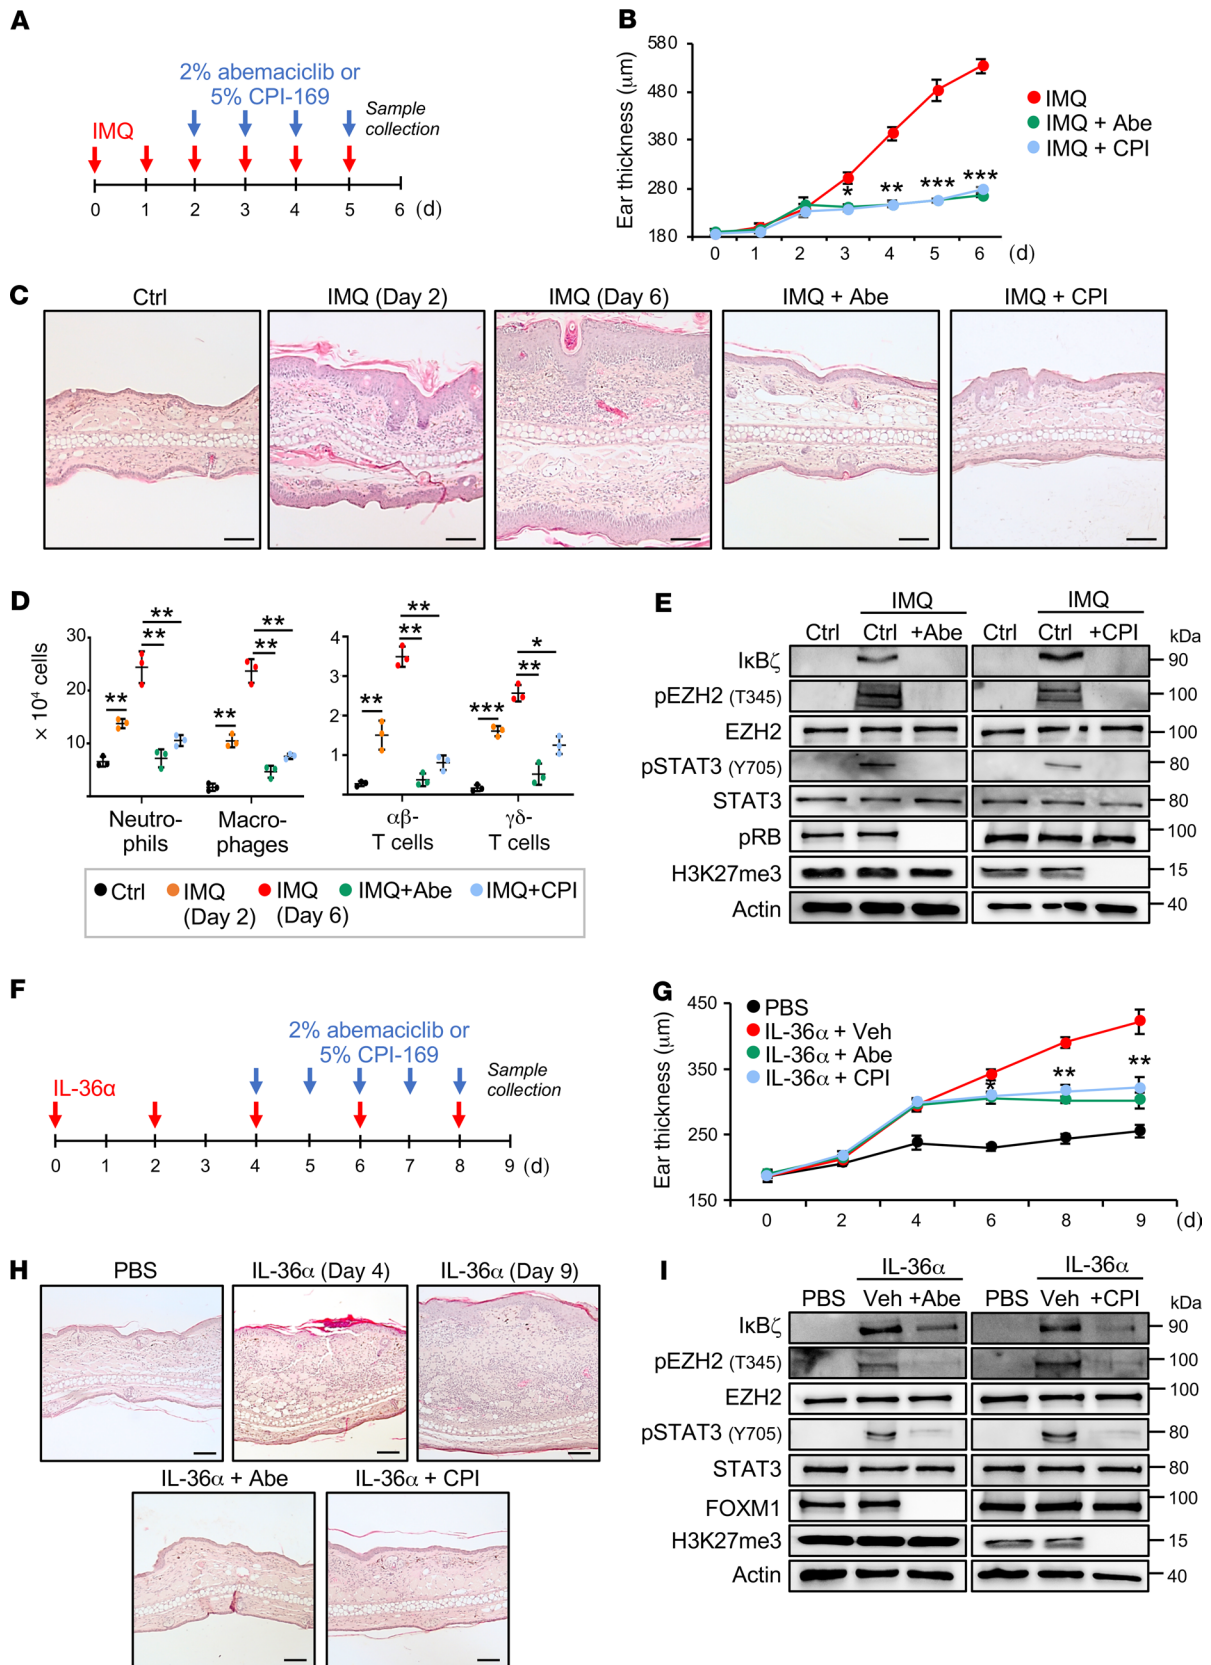 A
2% abemaciclib or
5% CPI-169
Sample
collection
IMQ
0 1 2 3 4 5 6 (d)
B
Ear thickness (μm)
580
480
380
280
180
* ** *** ***
0 1 2 3 4 5 6 (d)
IMQ
IMQ + Abe
IMQ + CPI
C
Ctrl IMQ (Day 2) IMQ (Day 6) IMQ + Abe IMQ + CPI
D
× 10⁴ cells
30
20
10
** ** ** ** ** **
Neutro-
phils
Macro-
phages
4
3
2
1
** ** ** *** ** *
αβ-
T cells
γδ-
T cells
Ctrl IMQ (Day 2) IMQ (Day 6) IMQ+Abe IMQ+CPI
E
IMQ IMQ
Ctrl Ctrl +Abe Ctrl Ctrl +CPI kDa
IκBζ 90
pEZH2 (T345) 100
EZH2 100
pSTAT3 (Y705) 80
STAT3 80
pRB 100
H3K27me3 15
Actin 40
F
2% abemaciclib or
5% CPI-169
Sample
collection
IL-36α
0 1 2 3 4 5 6 7 8 9 (d)
G
Ear thickness (μm)
450
350
250
150
PBS
IL-36α + Veh
IL-36α + Abe
IL-36α + CPI
* ** **
0 2 4 6 8 9 (d)
H
PBS IL-36α (Day 4) IL-36α (Day 9)
IL-36α + Abe IL-36α + CPI
I
IL-36α IL-36α
PBS Veh +Abe PBS Veh +CPI kDa
IκBζ 90
pEZH2 (T345) 100
EZH2 100
pSTAT3 (Y705) 80
STAT3 80
FOXM1 100
H3K27me3 15
Actin 40